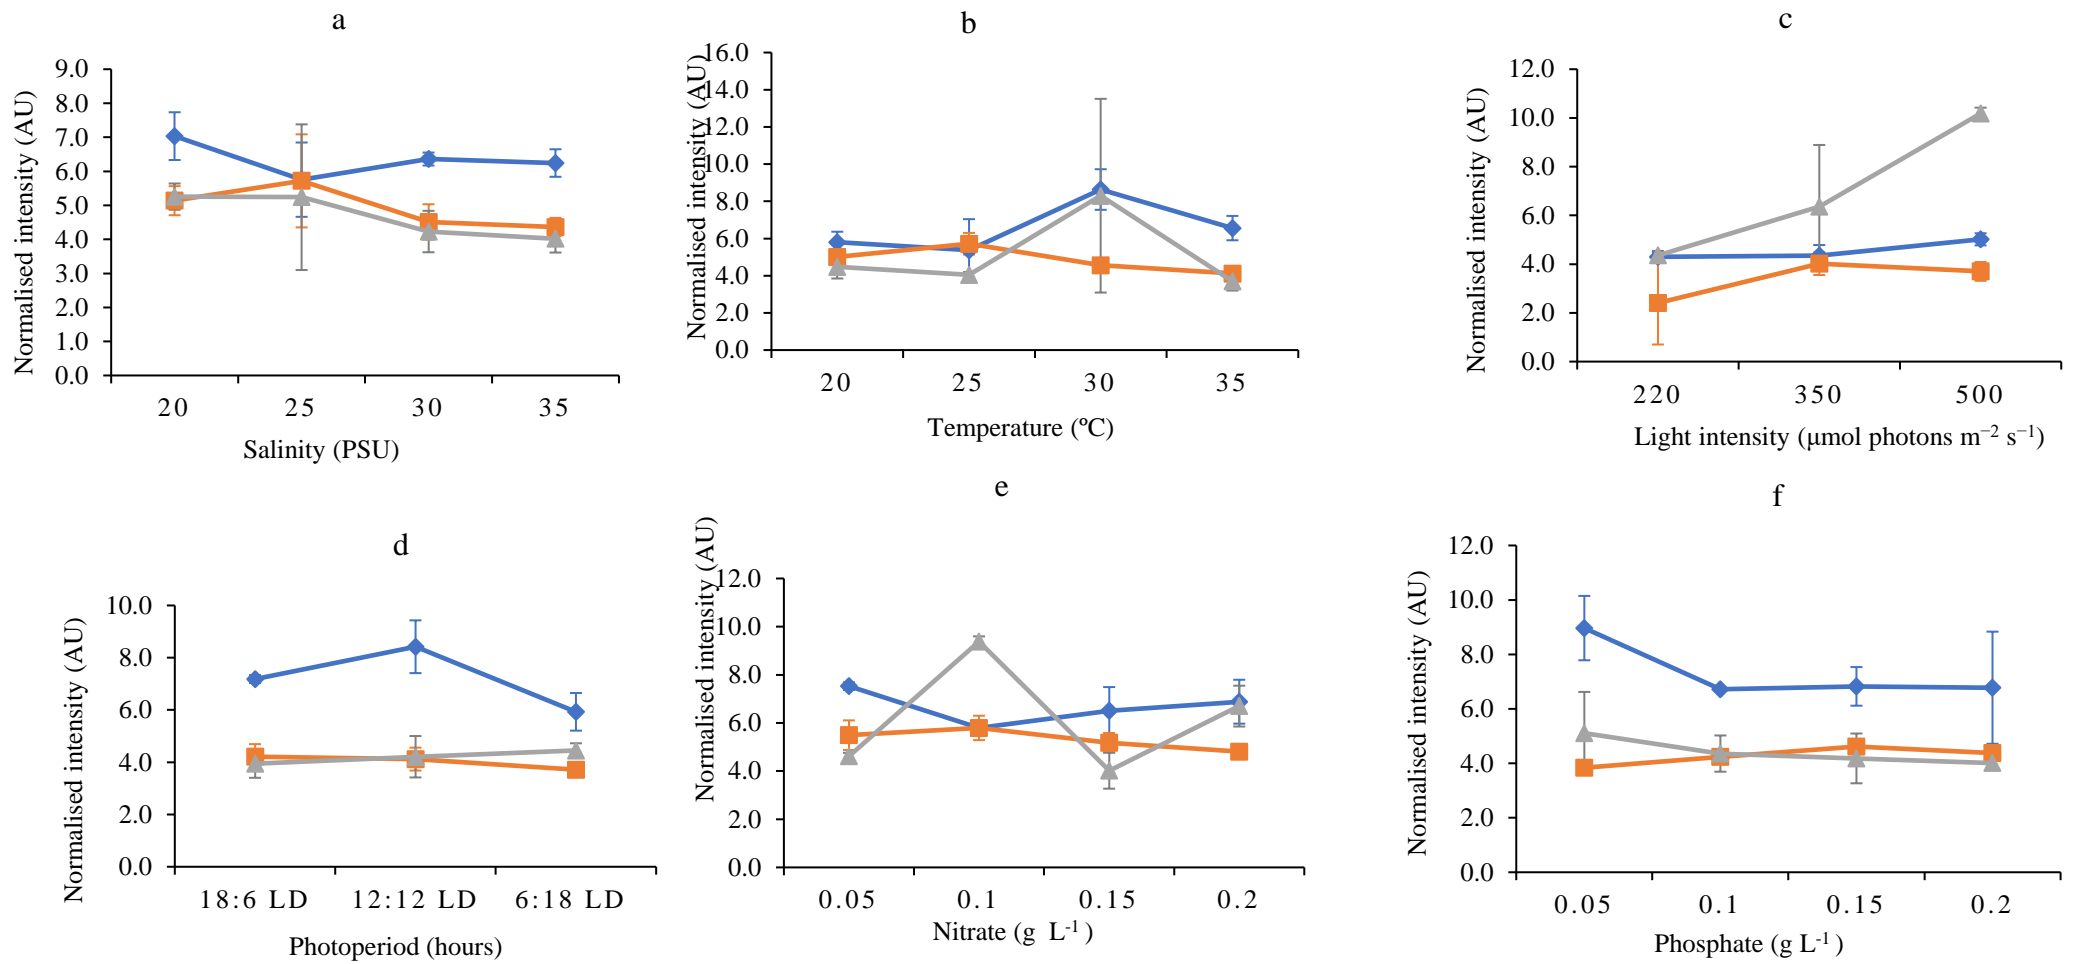 a
Normalised intensity (AU)
9.0
8.0
7.0
6.0
5.0
4.0
3.0
2.0
1.0
0.0
20 25 30 35
Salinity (PSU)
b
Normalised intensity (AU)
16.0
14.0
12.0
10.0
8.0
6.0
4.0
2.0
0.0
20 25 30 35
Temperature (ºC)
c
Normalised intensity (AU)
12.0
10.0
8.0
6.0
4.0
2.0
0.0
220 350 500
Light intensity (μmol photons m⁻² s⁻¹)
d
Normalised intensity (AU)
10.0
8.0
6.0
4.0
2.0
0.0
18:6 LD 12:12 LD 6:18 LD
Photoperiod (hours)
e
Normalised intensity (AU)
12.0
10.0
8.0
6.0
4.0
2.0
0.0
0.05 0.1 0.15 0.2
Nitrate (g L⁻¹)
f
Normalised intensity (AU)
12.0
10.0
8.0
6.0
4.0
2.0
0.0
0.05 0.1 0.15 0.2
Phosphate (g L⁻¹)